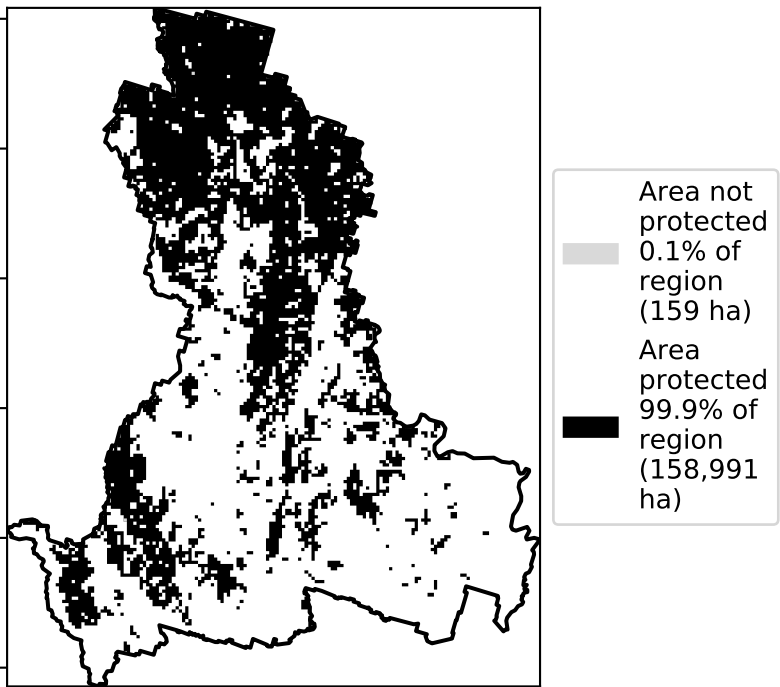 Area not
protected
0.1% of
region
(159 ha)
Area
protected
99.9% of
region
(158,991
ha)